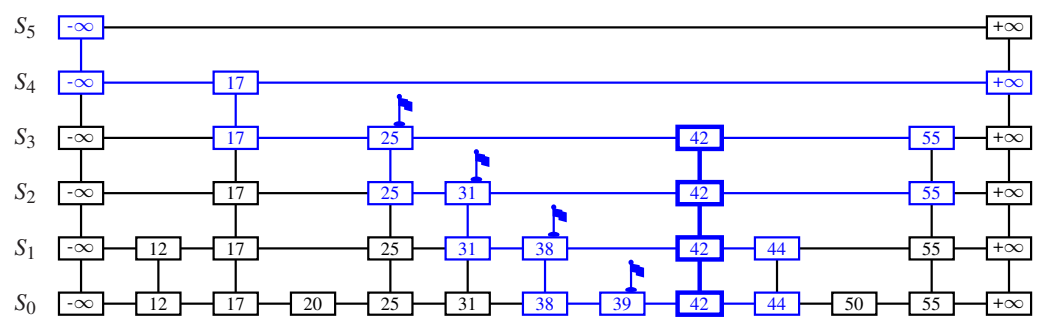 S5 -∞ +∞
S4 -∞ 17 +∞
S3 -∞ 17 25 42 55 +∞
S2 -∞ 17 25 31 42 55 +∞
S1 -∞ 12 17 25 31 38 42 44 55 +∞
S0 -∞ 12 17 20 25 31 38 39 42 44 50 55 +∞